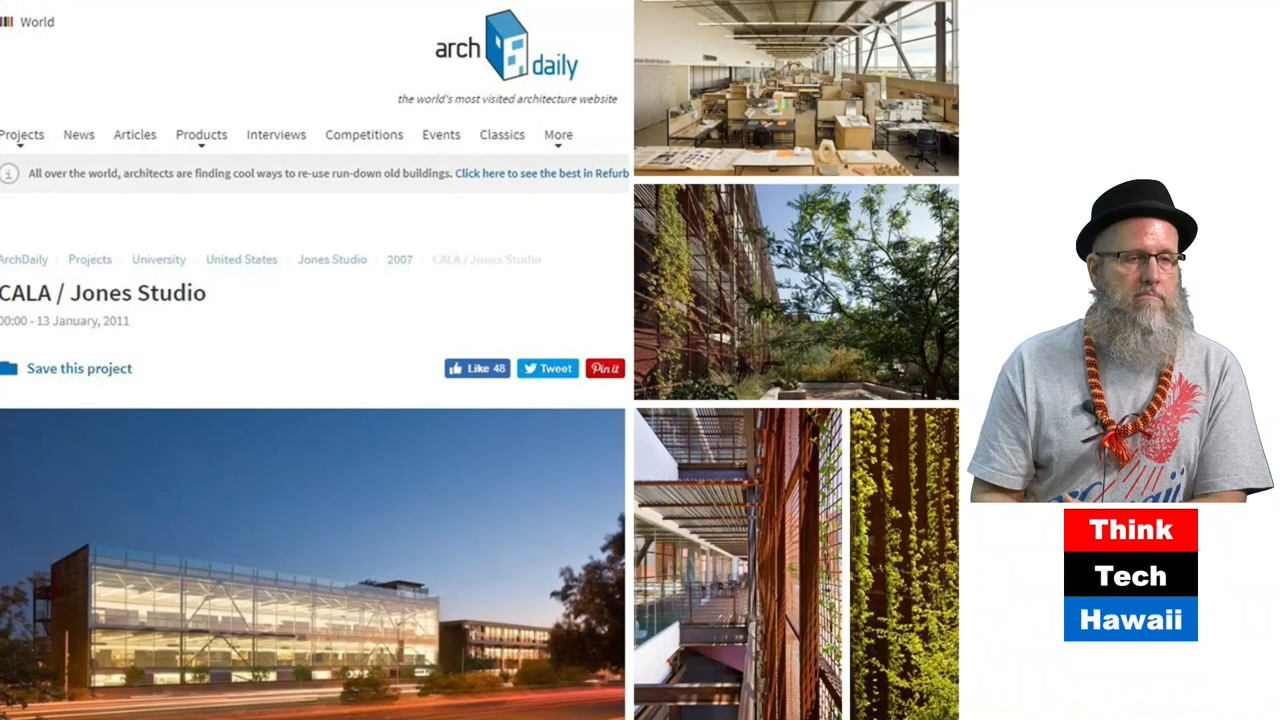 World
arch
daily
the world's most visited architecture website
Projects News Articles Products Interviews Competitions Events Classics More
All over the world, architects are finding cool ways to re-use run-down old buildings. Click here to see the best in Refurb
ArchDaily Projects University United States Jones Studio 2007 CALA / Jones Studio
CALA / Jones Studio
00:00 - 13 January, 2011
Save this project
Like 48 Tweet Pin it
Think
Tech
Hawaii